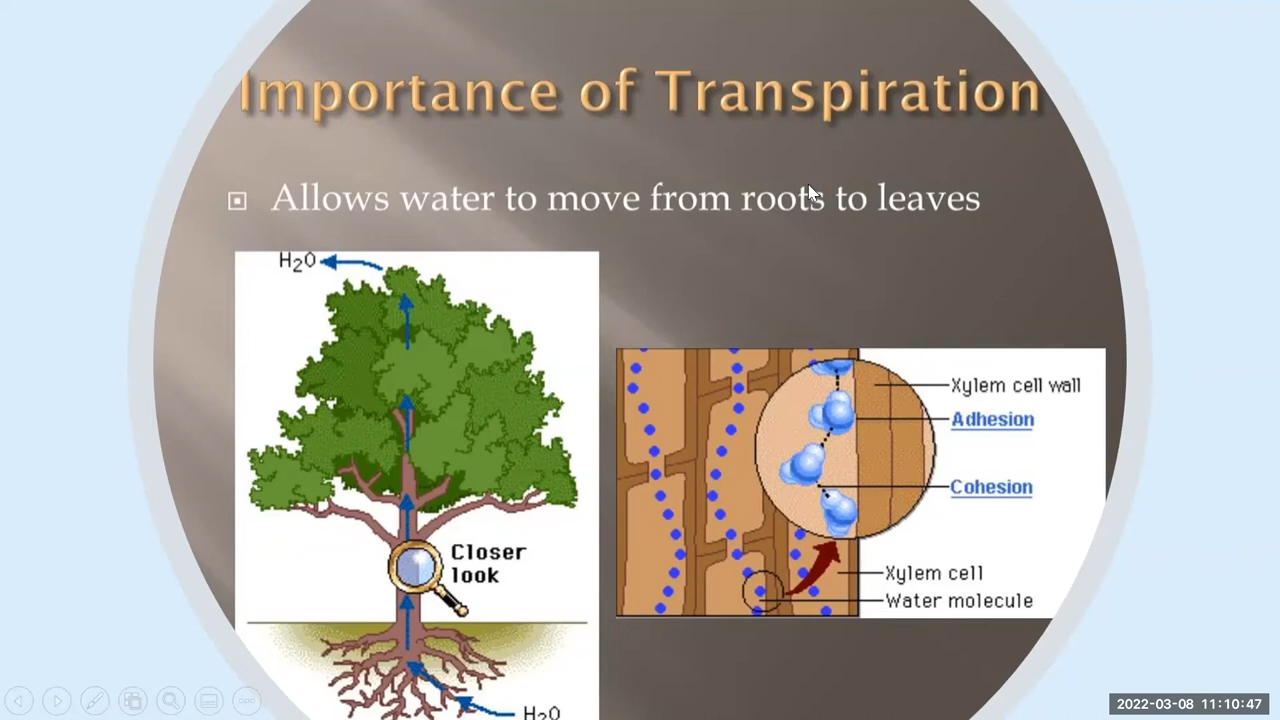 Importance of Transpiration
Allows water to move from roots to leaves
H₂O
Closer
look
H₂O
Xylem cell wall
Adhesion
Cohesion
Xylem cell
Water molecule
2022-03-08 11:10:47